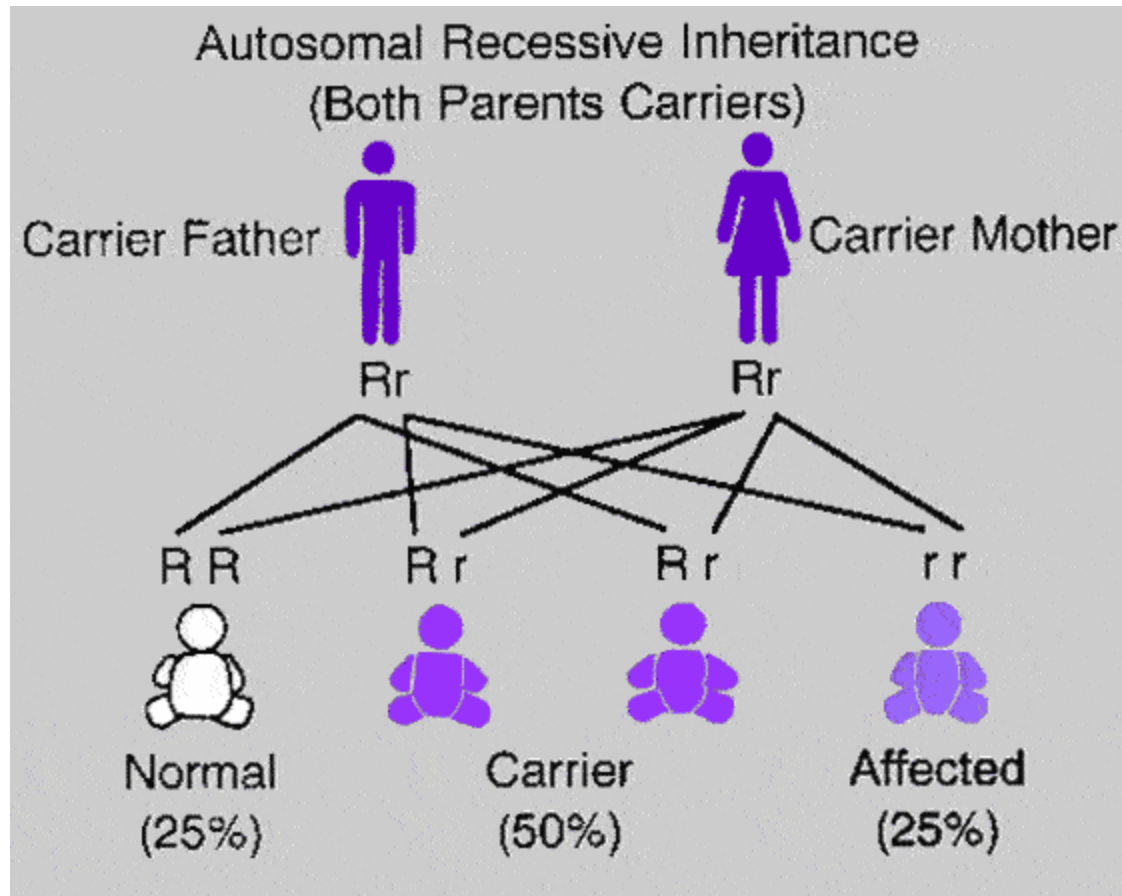 Autosomal Recessive Inheritance
(Both Parents Carriers)
Carrier Father
Carrier Mother
Rr
Rr
R R
R r
R r
r r
Normal
(25%)
Carrier
(50%)
Affected
(25%)